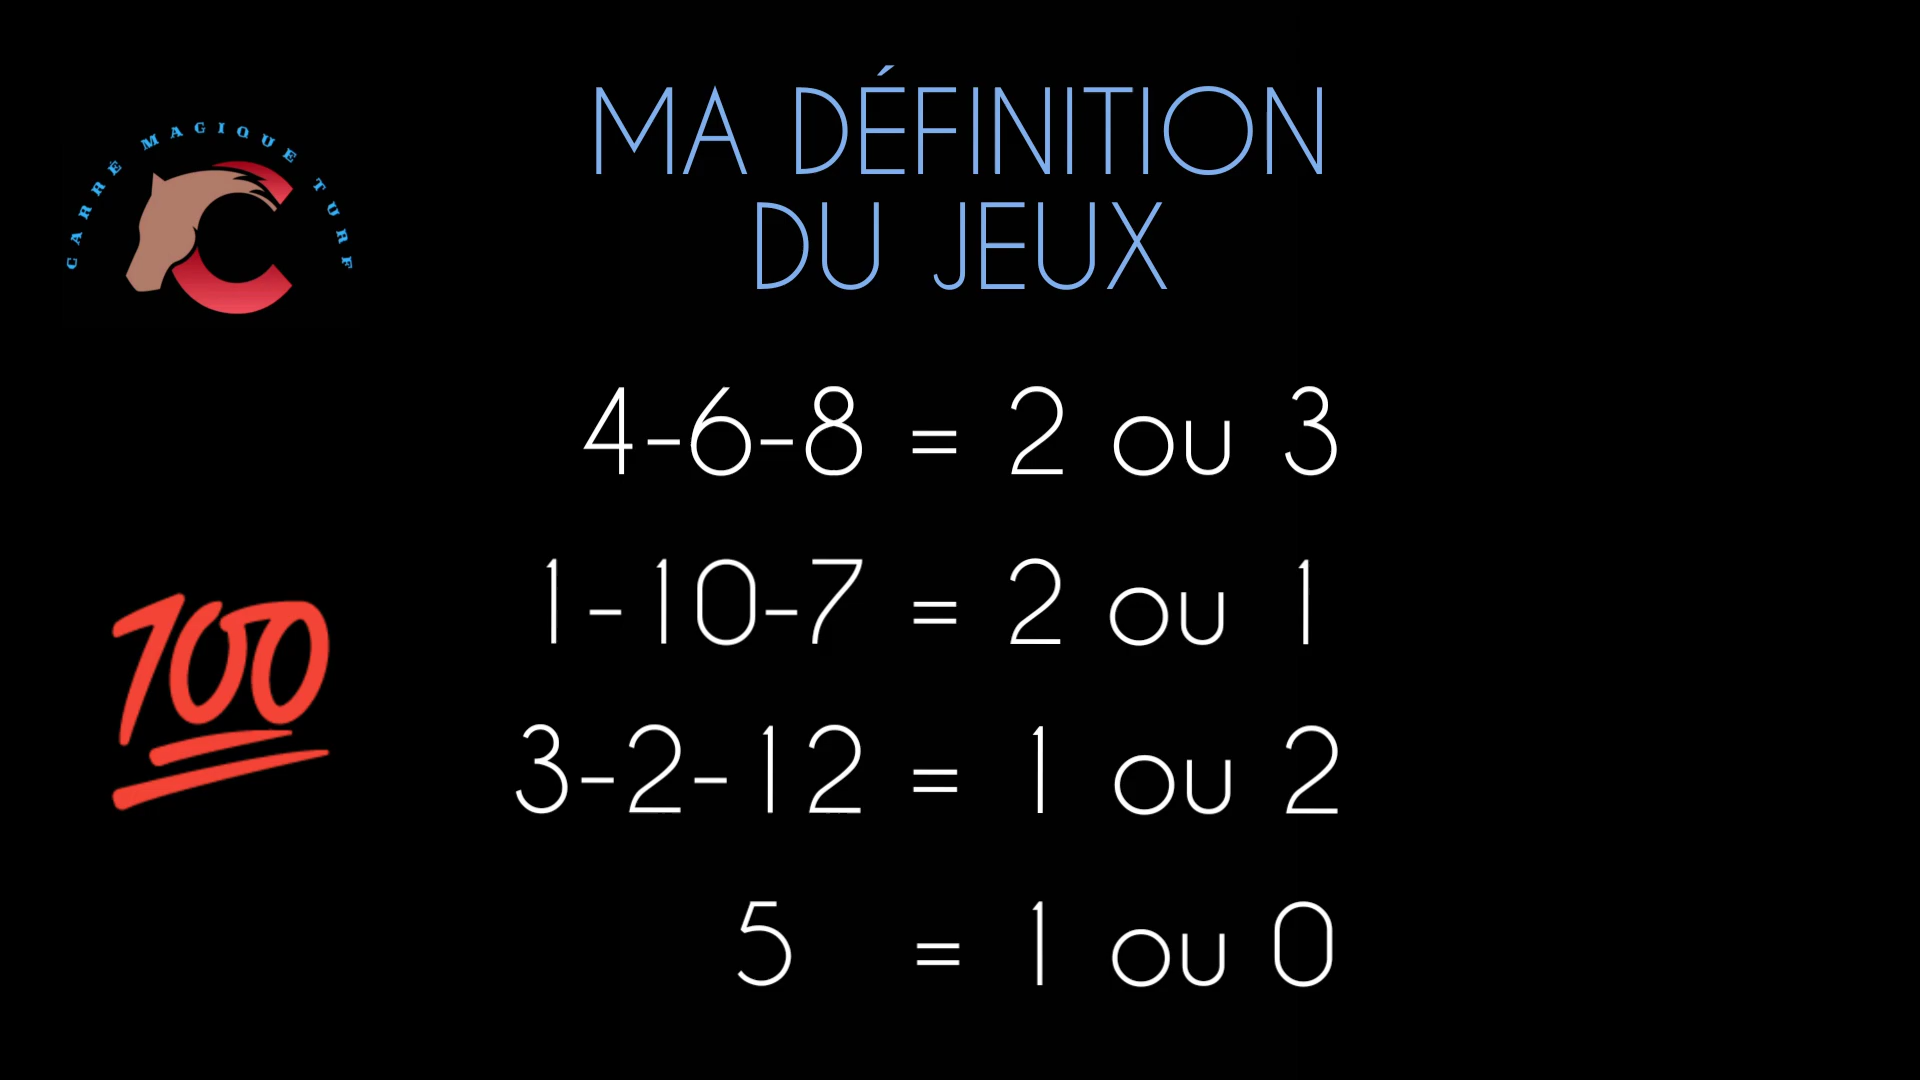 CARRÉ MAGIQUE TURF
MA DÉFINITION
DU JEUX
4-6-8 = 2 ou 3
1-10-7 = 2 ou 1
3-2-12 = 1 ou 2
5 = 1 ou 0
100